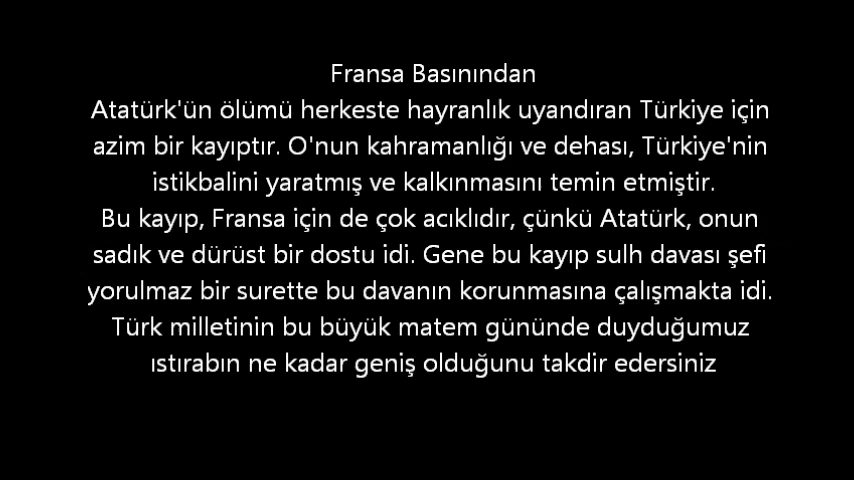 Fransa Basınından
Atatürk'ün ölümü herkeste hayranlık uyandıran Türkiye için
azim bir kayıptır. O'nun kahramanlığı ve dehası, Türkiye'nin
istikbalini yaratmış ve kalkınmasını temin etmiştir.
Bu kayıp, Fransa için de çok acıklıdır, çünkü Atatürk, onun
sadık ve dürüst bir dostu idi. Gene bu kayıp sulh davası şefi
yorulmaz bir surette bu davanın korunmasına çalışmakta idi.
Türk milletinin bu büyük matem gününde duyduğumuz
ıstırabın ne kadar geniş olduğunu takdir edersiniz